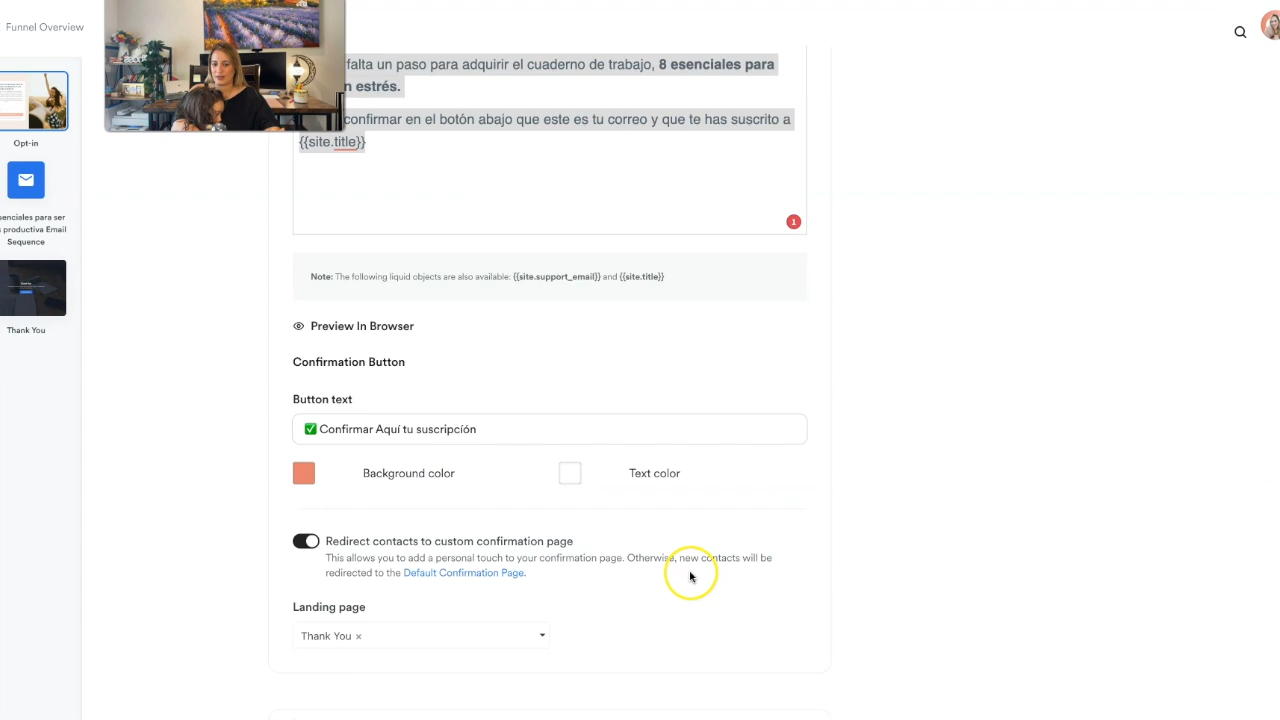 Funnel Overview
falta un paso para adquirir el cuaderno de trabajo, 8 esenciales para
n estrés.
confirmar en el botón abajo que este es tu correo y que te has suscrito a
{{site.title}}
1
Opt-in
senciales para ser
s productiva Email
Sequence
Thank You
Note: The following liquid objects are also available: {{site.support_email}} and {{site.title}}
Preview In Browser
Confirmation Button
Button text
✅ Confirmar Aquí tu suscripcíón
Background color
Text color
Redirect contacts to custom confirmation page
This allows you to add a personal touch to your confirmation page. Otherwise, new contacts will be
redirected to the Default Confirmation Page.
Landing page
Thank You ×